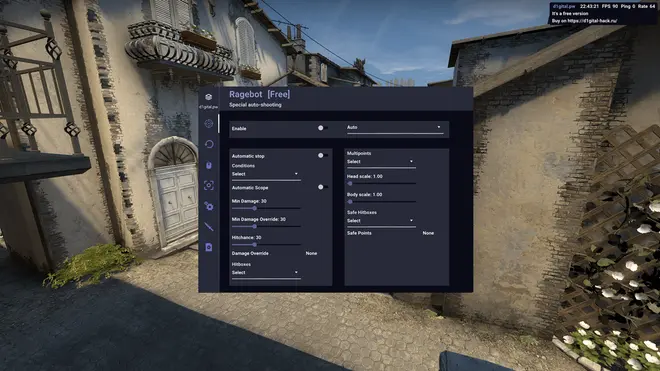 d1gital.pw 22:43:21 FPS 90 Ping 0 Rate 64
It's a free version
Buy on https://d1gital-hack.ru/
d1gital.pw
Ragebot [Free]
Special auto-shooting
Enable
Auto
Automatic stop
Conditions
Select
Automatic Scope
Min Damage: 30
Min Damage Override: 30
Hitchance: 30
Damage Override None
Hitboxes
Select
Multipoints
Select
Head scale: 1.00
Body scale: 1.00
Safe Hitboxes
Select
Safe Points None